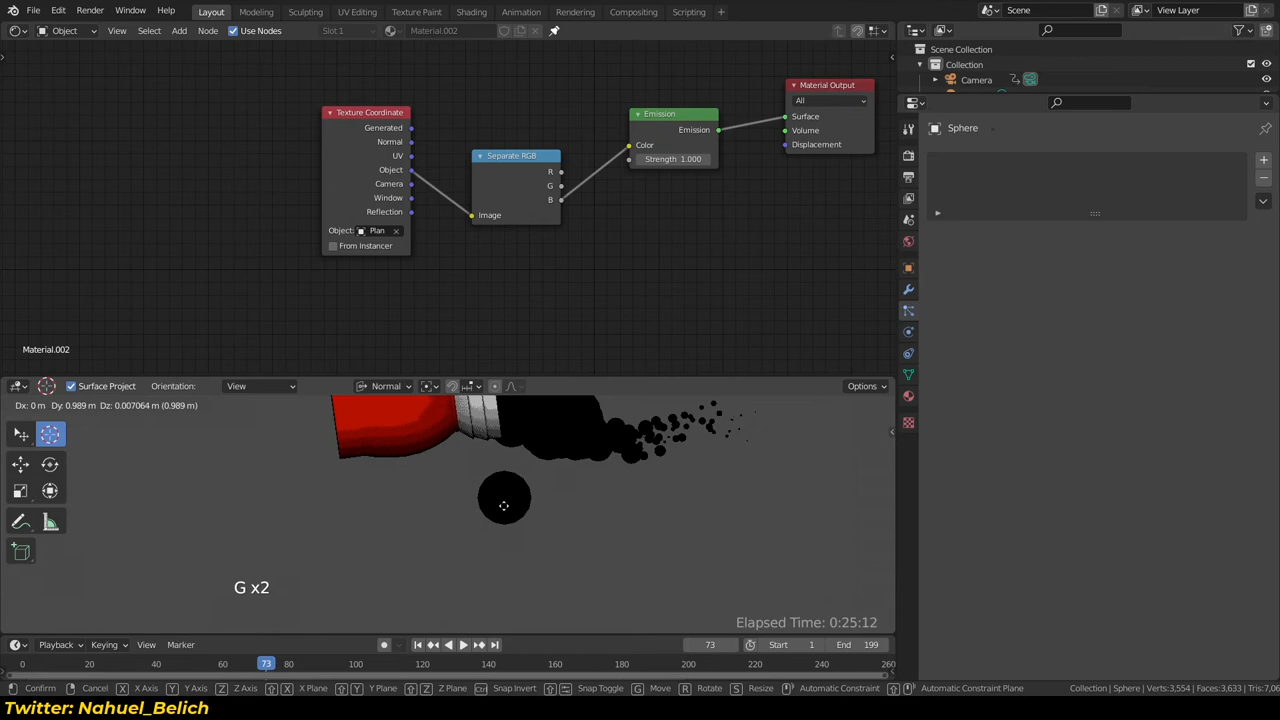 File Edit Render Window Help Layout Modeling Sculpting UV Editing Texture Paint Shading Animation Rendering Compositing Scripting + Scene View Layer
Object View Select Add Node Use Nodes Slot 1 Material.002
Scene Collection
Collection
Camera
Sphere
Texture Coordinate
Generated
Normal
UV
Object
Camera
Window
Reflection
Object: Plan
From Instancer
Separate RGB
R
G
B
Image
Emission
Emission
Color
Strength 1.000
Material Output
All
Surface
Volume
Displacement
Material.002
Surface Project Orientation: View Normal Options
Dx: 0 m Dy: 0.989 m Dz: 0.007064 m (0.989 m)
G x2
Elapsed Time: 0:25:12
Playback Keying View Marker 73 Start 1 End 199
0 20 40 60 73 80 100 120 140 160 180 200 220 240 260
Confirm Cancel X X Axis Y Y Axis Z Z Axis X X Plane Y Y Plane Z Z Plane Ctrl Snap Invert Snap Toggle G Move R Rotate S Resize Automatic Constraint Automatic Constraint Plane Collection | Sphere | Verts:3,554 | Faces:3,633 | Tris:7,06
Twitter: Nahuel_Belich